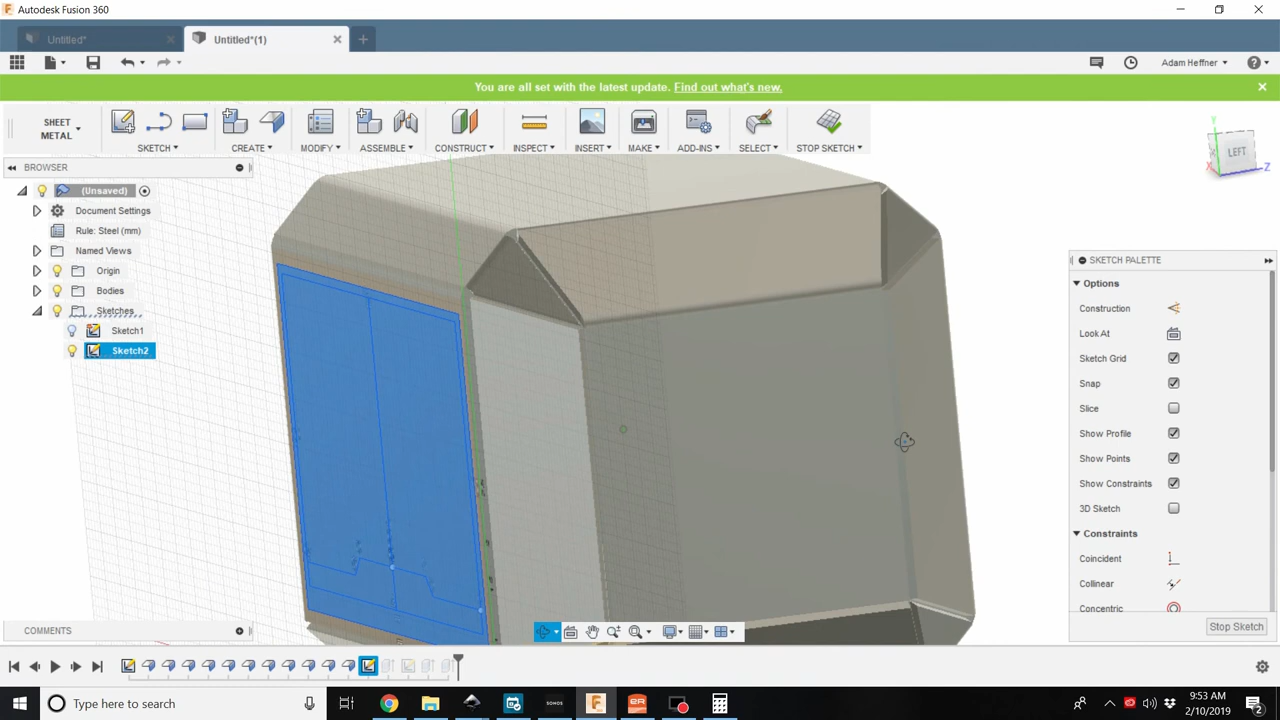 Autodesk Fusion 360
Untitled*
Untitled*(1)
Adam Heffner
You are all set with the latest update. Find out what's new.
SHEET METAL
SKETCH
CREATE
MODIFY
ASSEMBLE
CONSTRUCT
INSPECT
INSERT
MAKE
ADD-INS
SELECT
STOP SKETCH
BROWSER
(Unsaved)
Document Settings
Rule: Steel (mm)
Named Views
Origin
Bodies
Sketches
Sketch1
Sketch2
Y
LEFT
X
Z
SKETCH PALETTE
Options
Construction
Look At
Sketch Grid
Snap
Slice
Show Profile
Show Points
Show Constraints
3D Sketch
Constraints
Coincident
Collinear
Concentric
Stop Sketch
COMMENTS
Type here to search
SONOS
eR
9:53 AM
2/10/2019
2